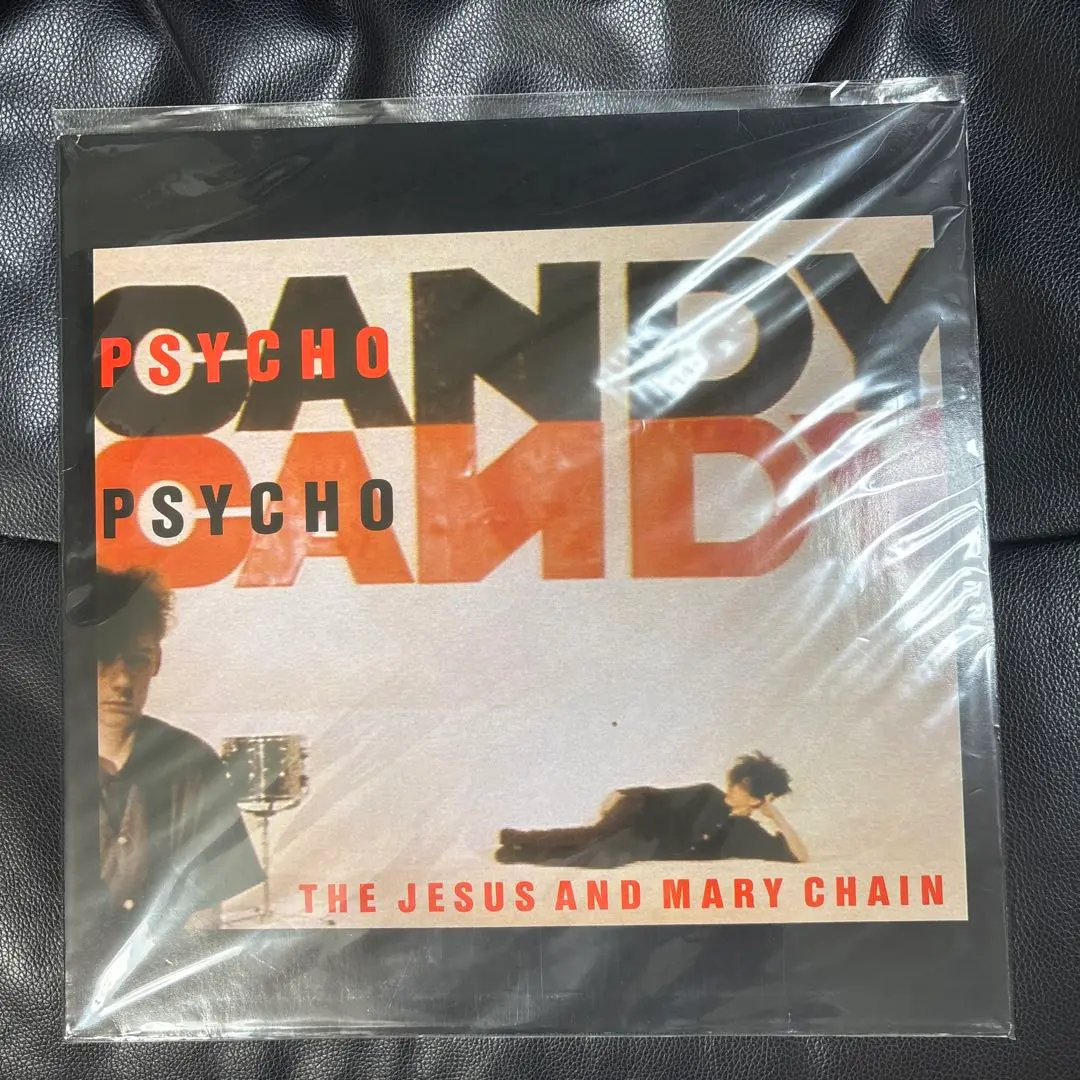 CANDY
PSYCHO
CANDY
PSYCHO
THE JESUS AND MARY CHAIN